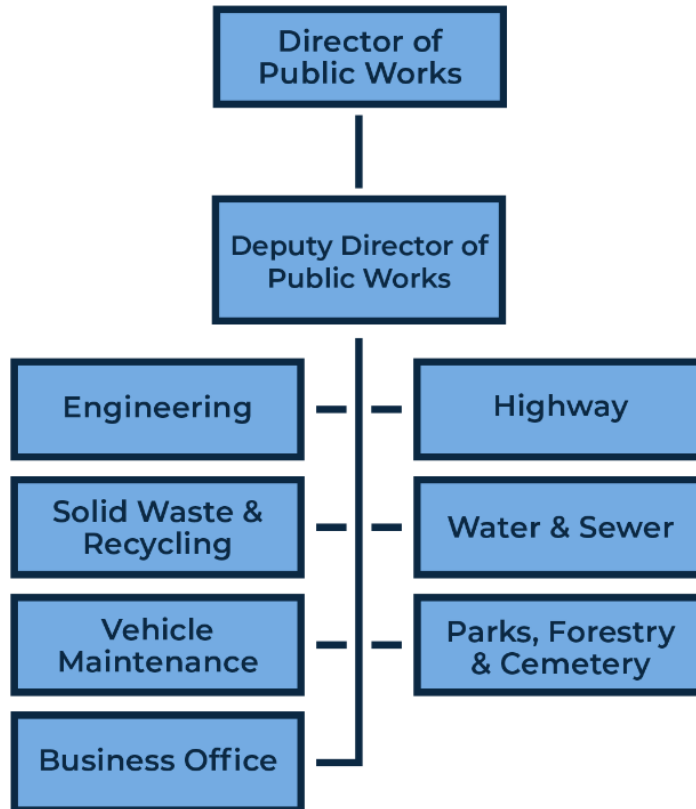 Director of
Public Works
Deputy Director of
Public Works
Engineering
Highway
Solid Waste &
Recycling
Water & Sewer
Vehicle
Maintenance
Parks, Forestry
& Cemetery
Business Office